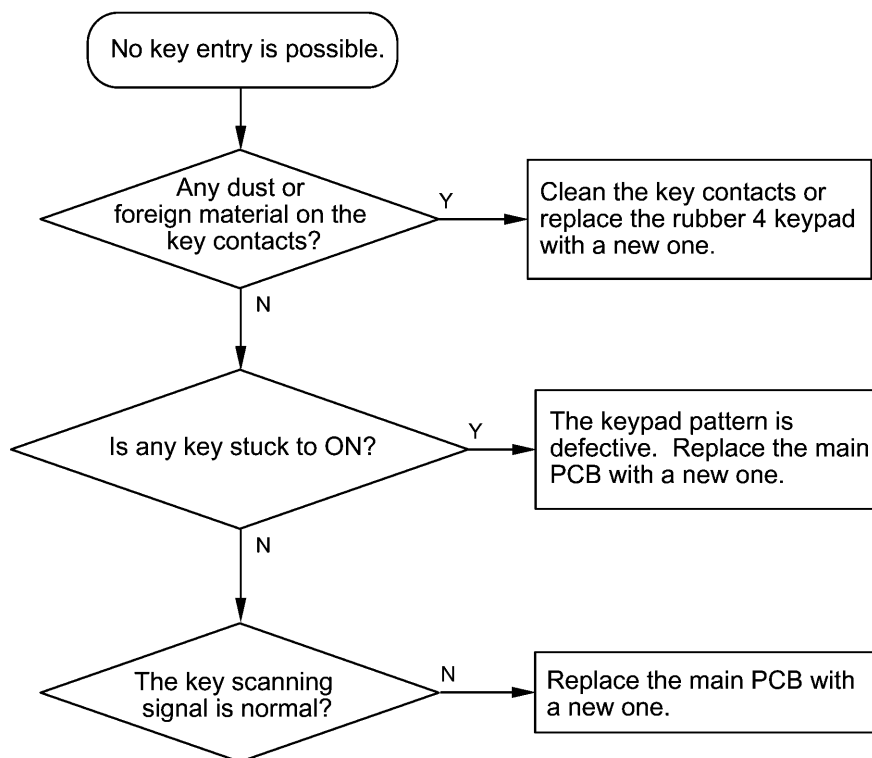 No key entry is possible.
Any dust or
foreign material on the
key contacts?
Y
Clean the key contacts or
replace the rubber 4 keypad
with a new one.
N
Is any key stuck to ON?
Y
The keypad pattern is
defective.  Replace the main
PCB with a new one.
N
The key scanning
signal is normal?
N
Replace the main PCB with
a new one.